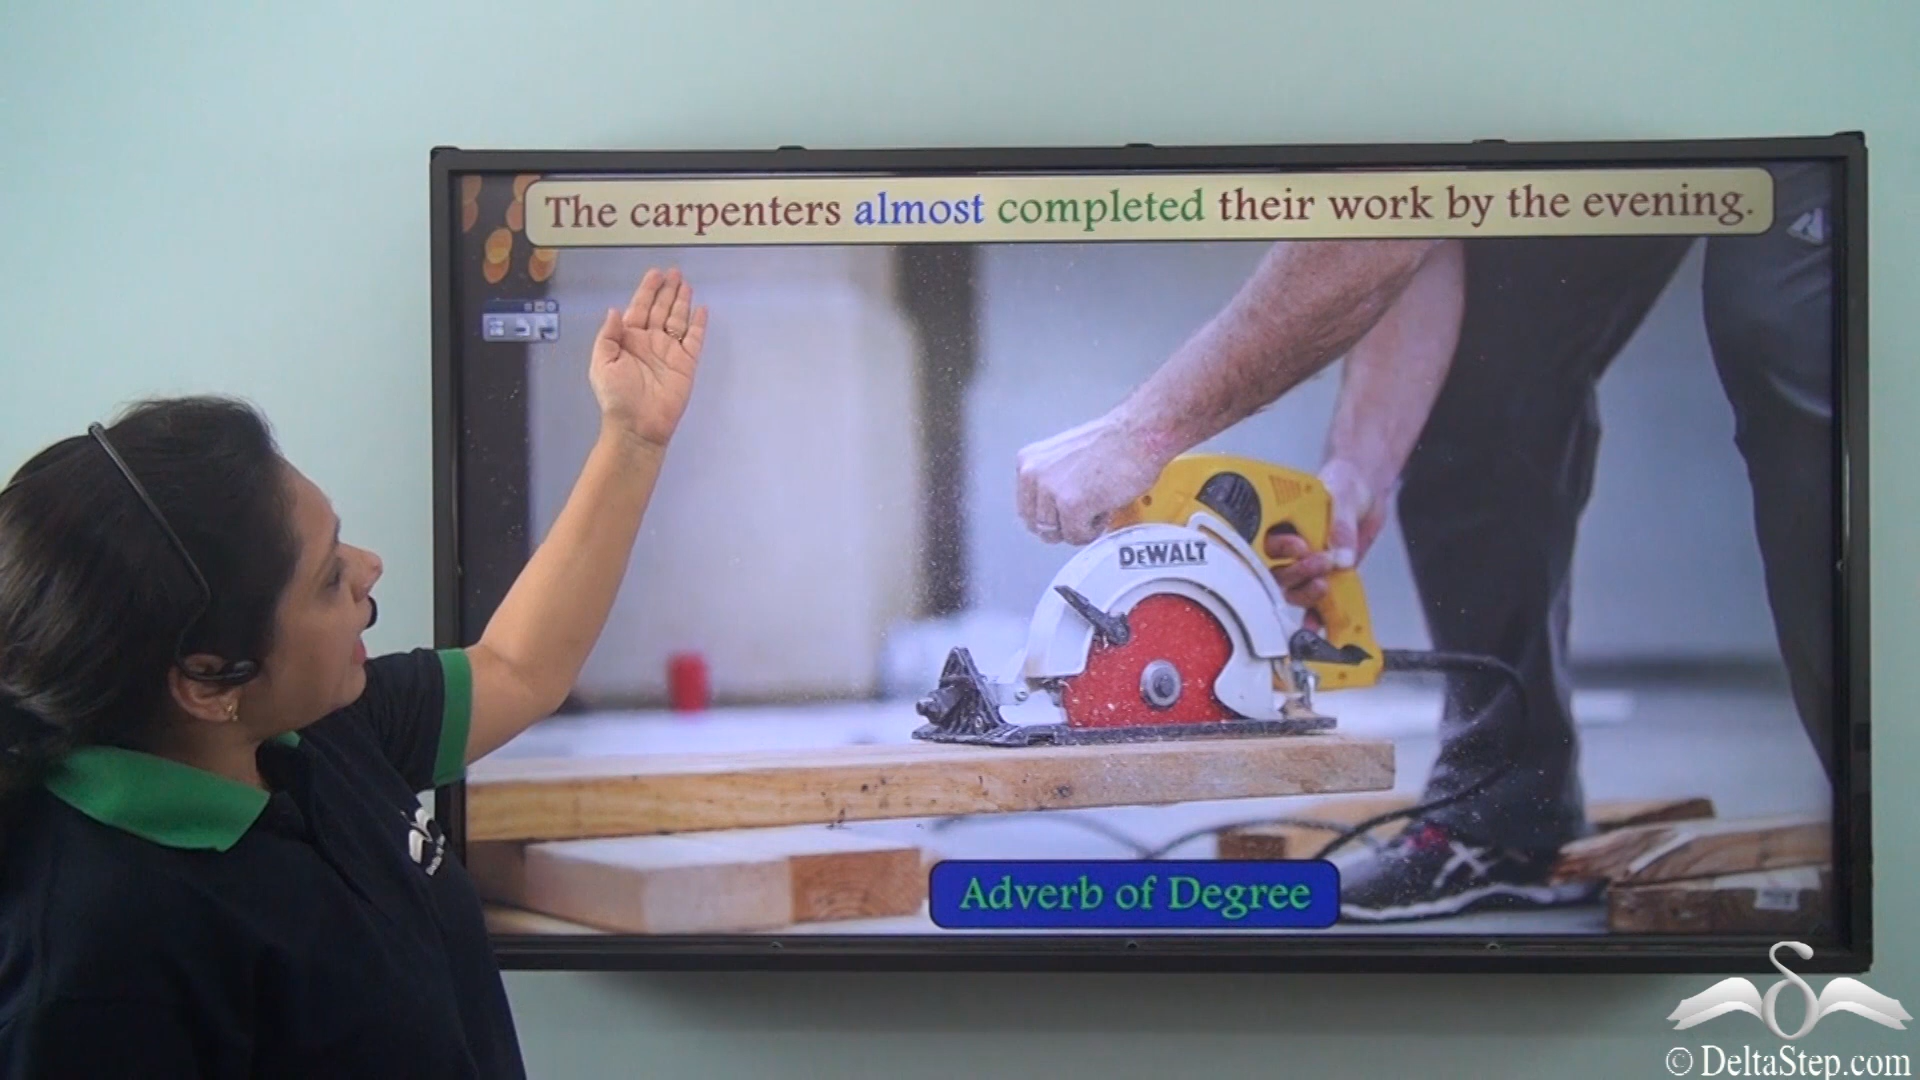 The carpenters almost completed their work by the evening.
DEWALT
Adverb of Degree
© DeltaStep.com